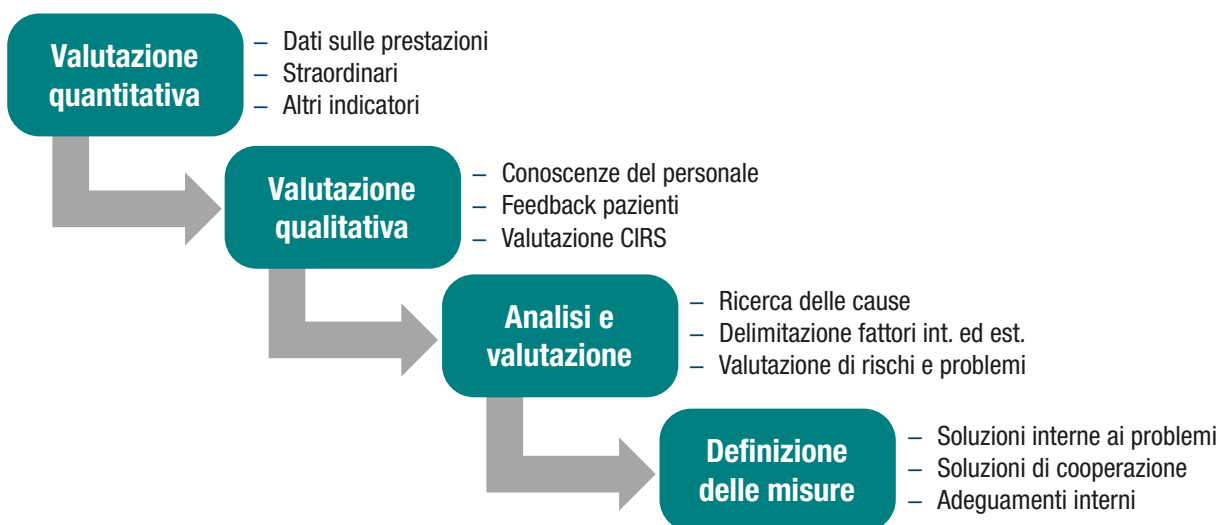 Valutazione
quantitativa
– Dati sulle prestazioni
– Straordinari
– Altri indicatori
Valutazione
qualitativa
– Conoscenze del personale
– Feedback pazienti
– Valutazione CIRS
Analisi e
valutazione
– Ricerca delle cause
– Delimitazione fattori int. ed est.
– Valutazione di rischi e problemi
Definizione
delle misure
– Soluzioni interne ai problemi
– Soluzioni di cooperazione
– Adeguamenti interni